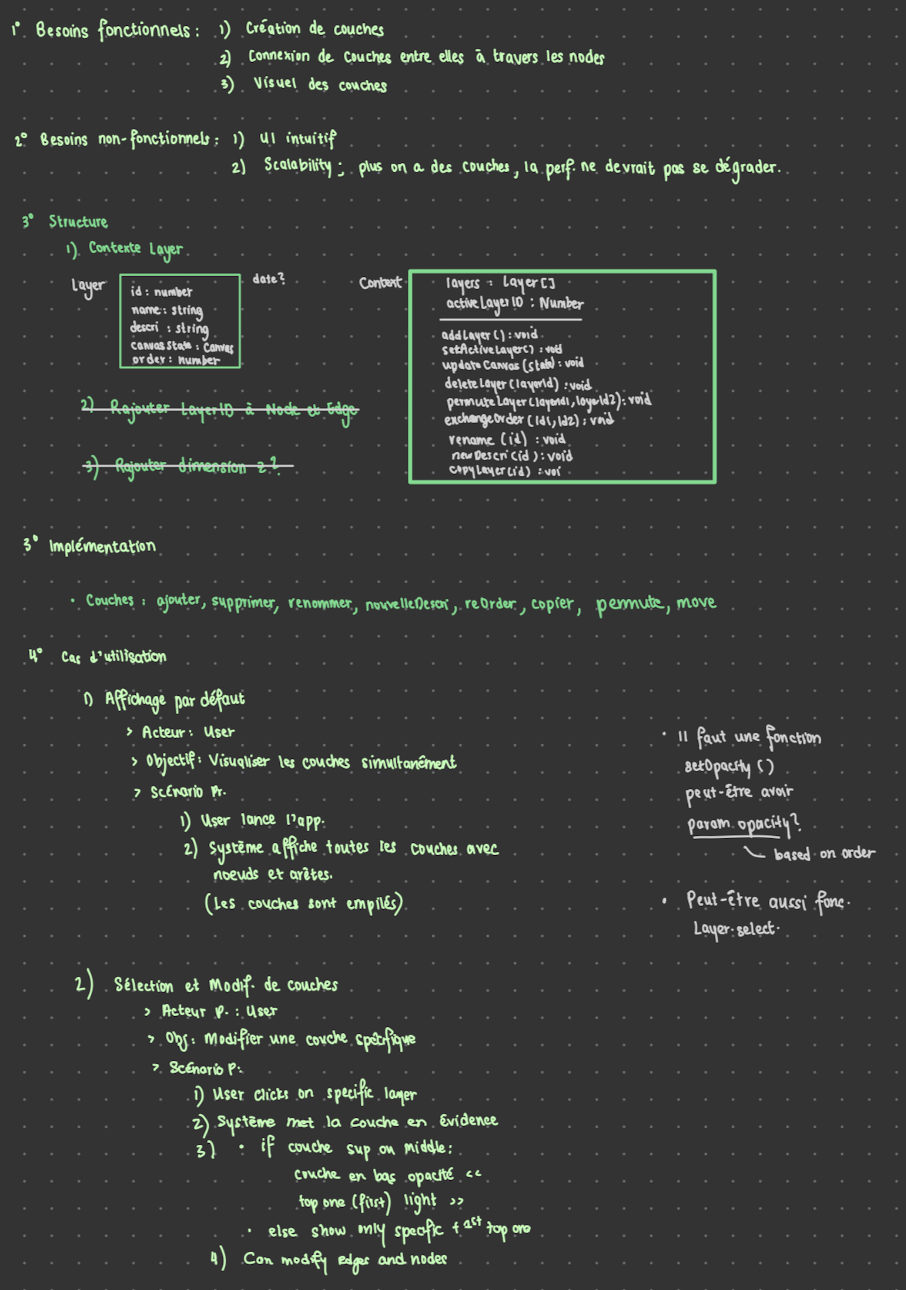 1° Besoins fonctionnels : 1) Création de couches
2) Connexion de couches entre elles à travers les nodes
3) Visuel des couches
2° Besoins non-fonctionnels : 1) UI intuitif
2) Scalability : plus on a des couches, la perf. ne devrait pas se dégrader.
3° Structure
1) Contexte Layer
Layer
id : number
name : string
descri : string
canvasState : Canvas
order : number
date ?
Context
layers : Layer[]
activeLayerID : Number
addLayer() : void
setActiveLayer() : void
updateCanvas(state) : void
deleteLayer(layerId) : void
permuteLayer(layerId1, layerId2) : void
exchangeOrder(id1, id2) : void
rename (id) : void
newDescri(id) : void
copyLayer(id) : voi
2) Rajouter LayerID à Node et Edge
3) Rajouter dimension z ?
3° Implémentation
• Couches : ajouter, supprimer, renommer, nouvelleDescri, reOrder, copier, permute, move
4° Cas d'utilisation
1) Affichage par défaut
> Acteur : User
> Objectif : Visualiser les couches simultanément
> Scénario Pr.
1) User lance l'app.
2) Système affiche toutes les couches avec
noeuds et arêtes.
(Les couches sont empilés)
• Il faut une fonction
setOpacity ()
peut-être avoir
param. opacity?
based on order
• Peut-être aussi fonc.
Layer.select.
2) Sélection et Modif. de couches
> Acteur P. : User
> Obj : Modifier une couche spécifique
> Scénario P :
1) User clicks on specific layer
2) Système met la couche en évidence
3) • if couche sup ou middle :
couche en bas opacité <<
top one (first) light >>
• else show only specific + 1st top one
4) Can modify edges and nodes